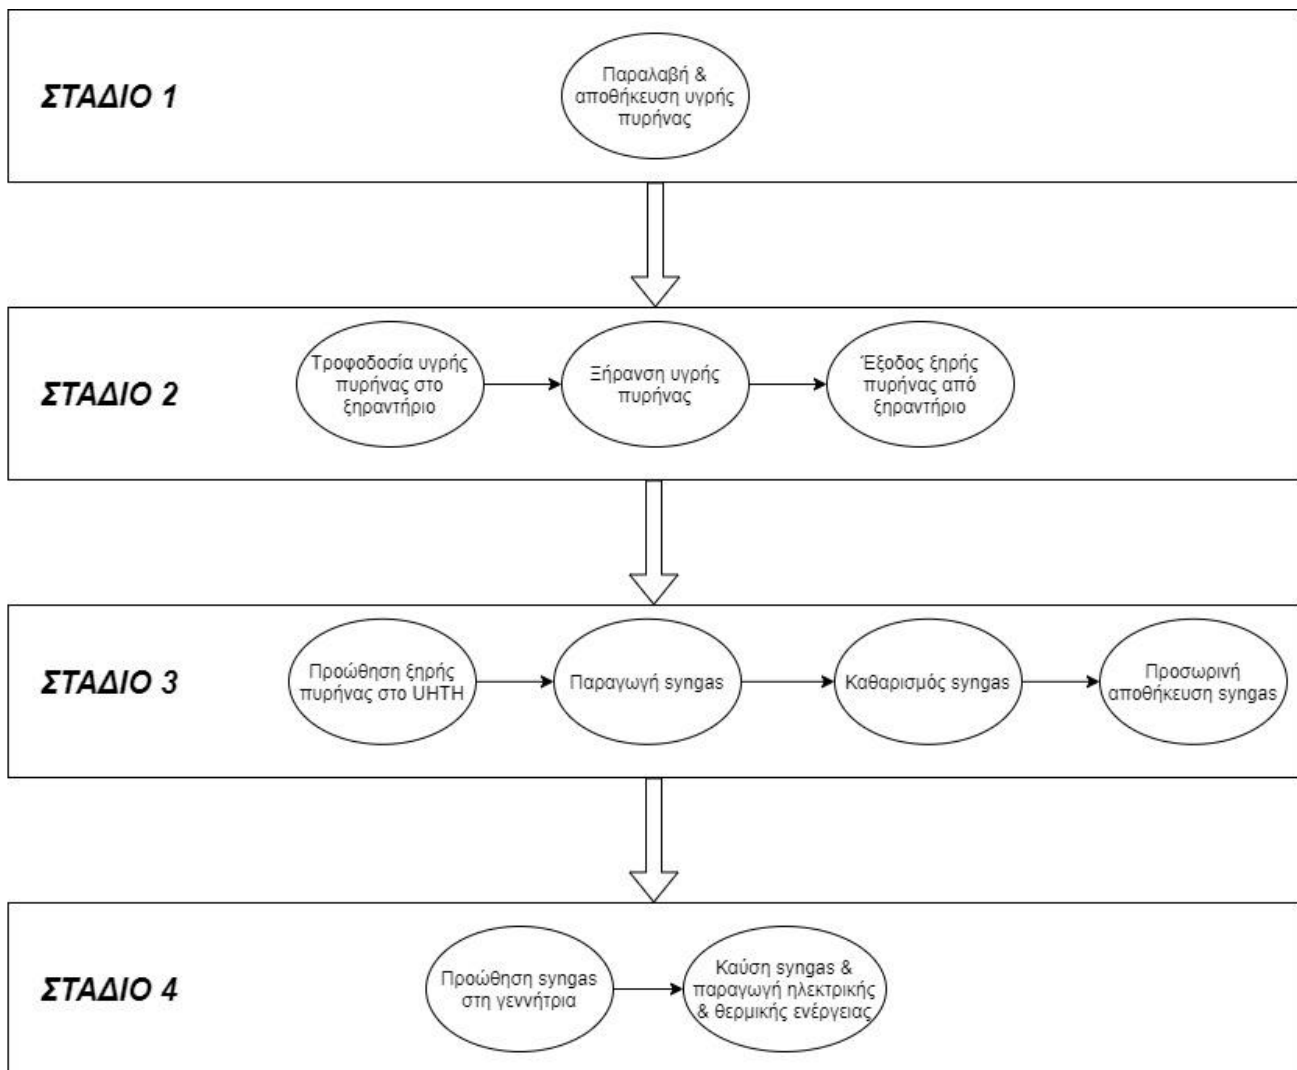 ΣΤΑΔΙΟ 1
Παραλαβή &
αποθήκευση υγρής
πυρήνας
ΣΤΑΔΙΟ 2
Τροφοδοσία υγρής
πυρήνας στο
ξηραντήριο
Ξήρανση υγρής
πυρήνας
Έξοδος ξηρής
πυρήνας από
ξηραντήριο
ΣΤΑΔΙΟ 3
Προώθηση ξηρής
πυρήνας στο UHTH
Παραγωγή syngas
Καθαρισμός syngas
Προσωρινή
αποθήκευση syngas
ΣΤΑΔΙΟ 4
Προώθηση syngas
στη γεννήτρια
Καύση syngas &
παραγωγή ηλεκτρικής
& θερμικής ενέργειας